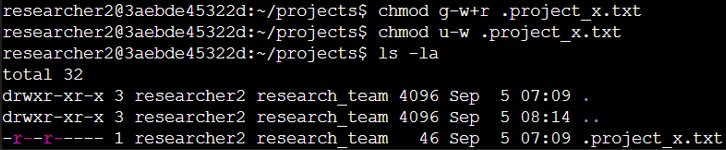 researcher2@3aebde45322d:~/projects$ chmod g-w+r .project_x.txt
researcher2@3aebde45322d:~/projects$ chmod u-w .project_x.txt
researcher2@3aebde45322d:~/projects$ ls -la
total 32
drwxr-xr-x 3 researcher2 research_team 4096 Sep  5 07:09 .
drwxr-xr-x 3 researcher2 research_team 4096 Sep  5 08:14 ..
-r--r----- 1 researcher2 research_team   46 Sep  5 07:09 .project_x.txt